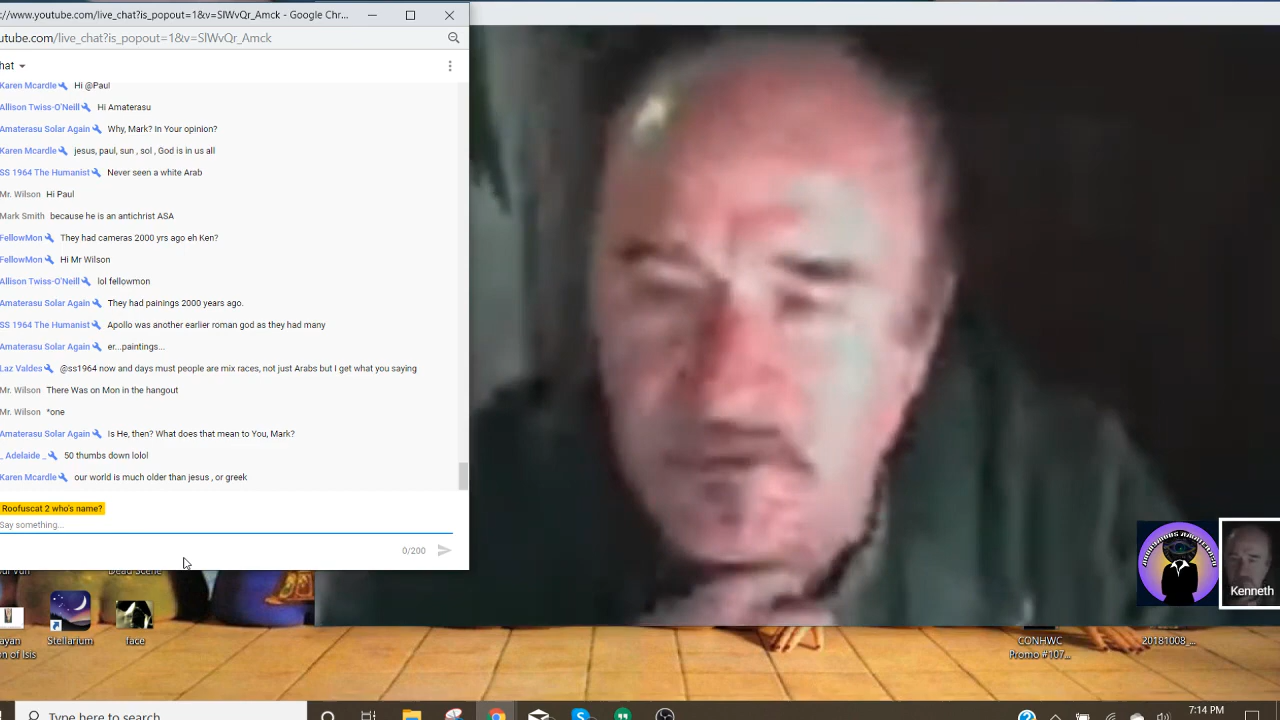 ://www.youtube.com/live_chat?is_popout=1&v=SlWvQr_Amck - Google Chr...
utube.com/live_chat?is_popout=1&v=SlWvQr_Amck
hat
Karen Mcardle Hi @Paul
Allison Twiss-O'Neill Hi Amaterasu
Amaterasu Solar Again Why, Mark? In Your opinion?
Karen Mcardle jesus, paul, sun , sol , God is in us all
SS 1964 The Humanist Never seen a white Arab
Mr. Wilson Hi Paul
Mark Smith because he is an antichrist ASA
FellowMon They had cameras 2000 yrs ago eh Ken?
FellowMon Hi Mr Wilson
Allison Twiss-O'Neill lol fellowmon
Amaterasu Solar Again They had painings 2000 years ago.
SS 1964 The Humanist Apollo was another earlier roman god as they had many
Amaterasu Solar Again er...paintings...
Laz Valdes @ss1964 now and days must people are mix races, not just Arabs but I get what you saying
Mr. Wilson There Was on Mon in the hangout
Mr. Wilson *one
Amaterasu Solar Again Is He, then? What does that mean to You, Mark?
_ Adelaide _ 50 thumbs down lolol
Karen Mcardle our world is much older than jesus , or greek
Roofuscat 2 who's name?
Say something...
0/200
Dead Scene
Kenneth
ayan
on of Isis
Stellarium
face
CONHWC
Promo #107...
20181008_...
Type here to search
7:14 PM